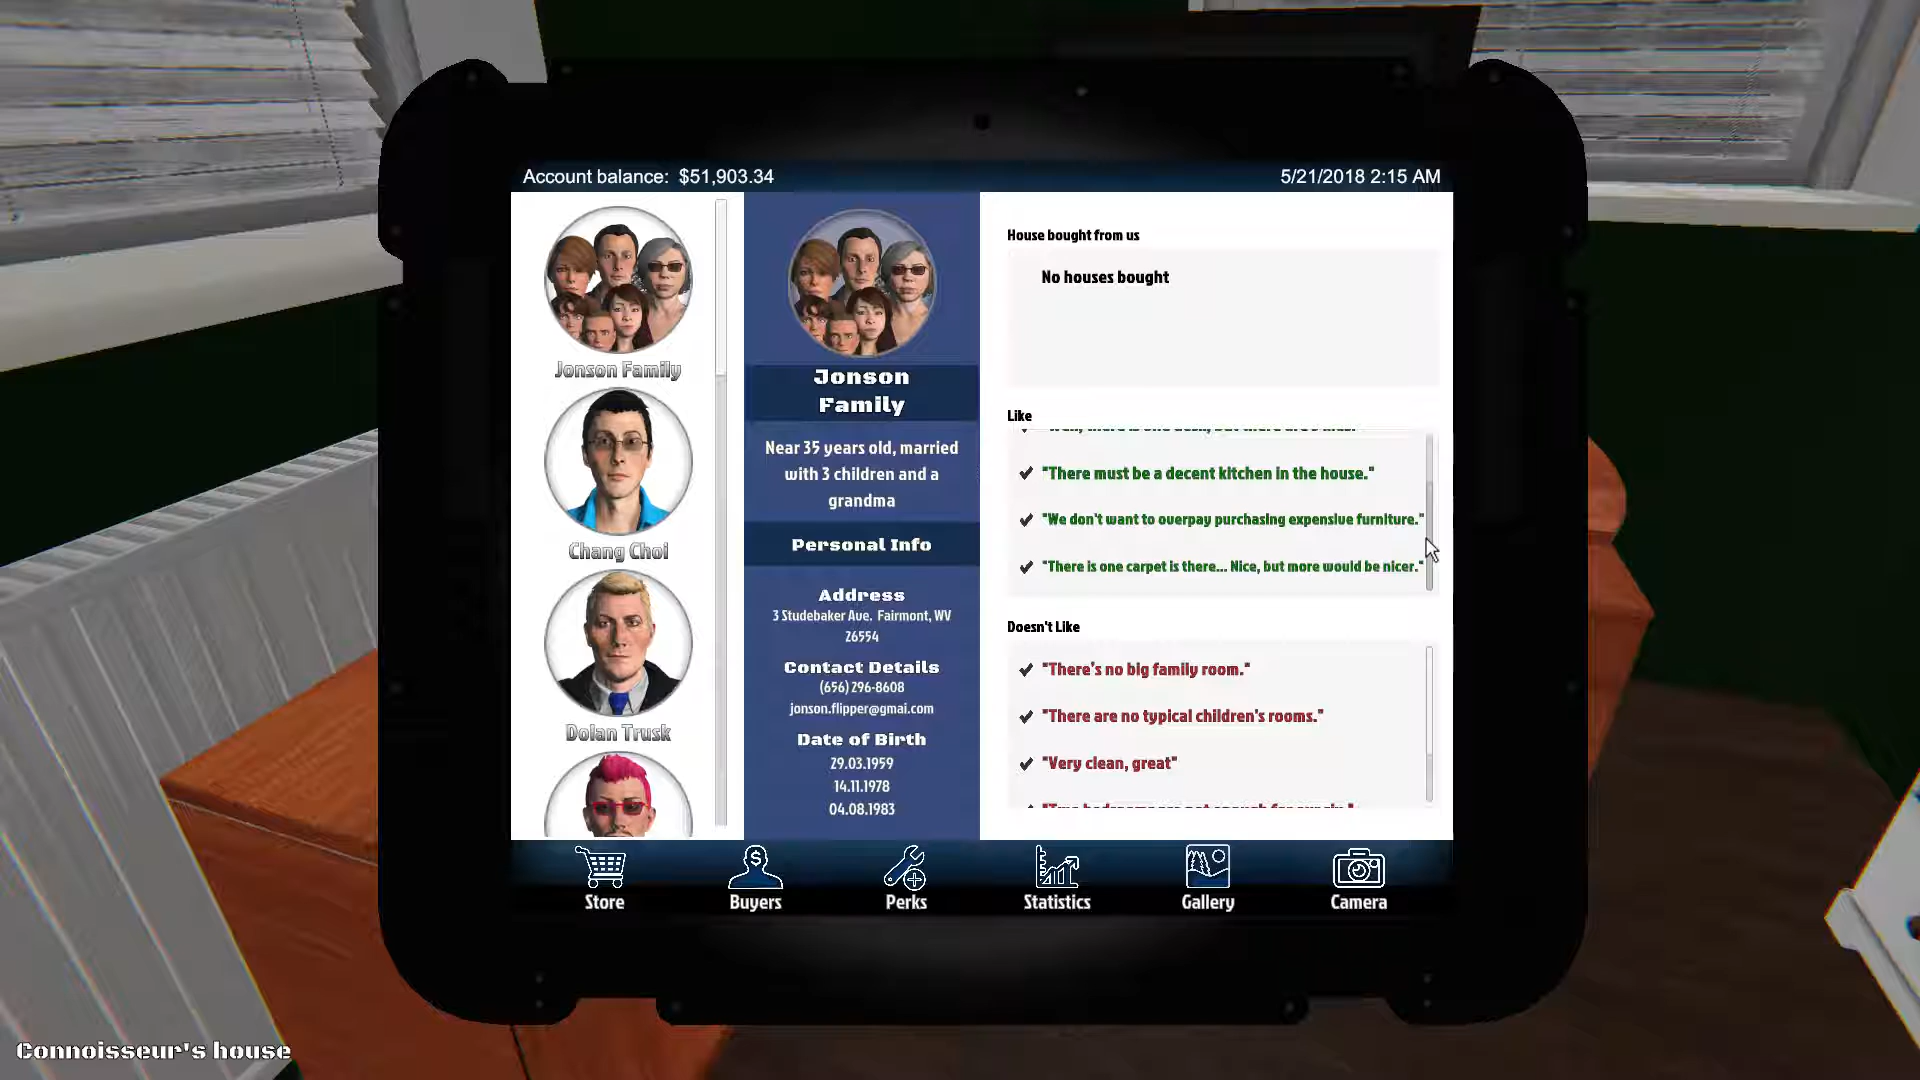 Account balance: $51,903.34
5/21/2018 2:15 AM
Jonson Family
Chang Choi
Dolan Trusk
Jonson
Family
Near 35 years old, married
with 3 children and a
grandma
Personal Info
Address
3 Studebaker Ave. Fairmont, WV
26554
Contact Details
(656) 296-8608
jonson.flipper@gmai.com
Date of Birth
29.03.1959
14.11.1978
04.08.1983
House bought from us
No houses bought
Like
"There must be a decent kitchen in the house."
"We don't want to overpay purchasing expensive furniture."
"There is one carpet is there... Nice, but more would be nicer."
Doesn't Like
"There's no big family room."
"There are no typical children's rooms."
"Very clean, great"
Store
Buyers
Perks
Statistics
Gallery
Camera
Connoisseur's house